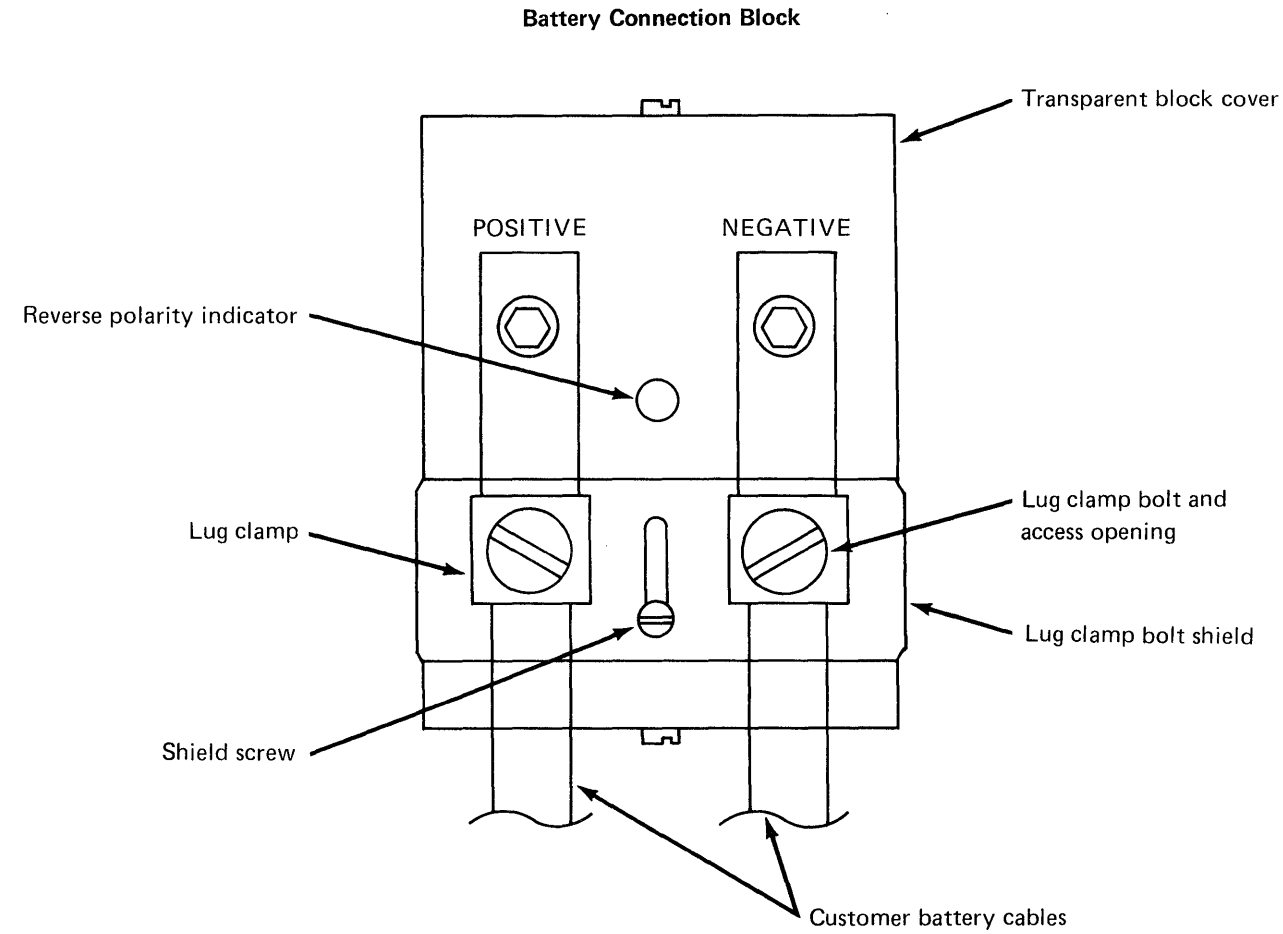 Battery Connection Block
Transparent block cover
POSITIVE
NEGATIVE
Reverse polarity indicator
Lug clamp
Lug clamp bolt and
access opening
Lug clamp bolt shield
Shield screw
Customer battery cables